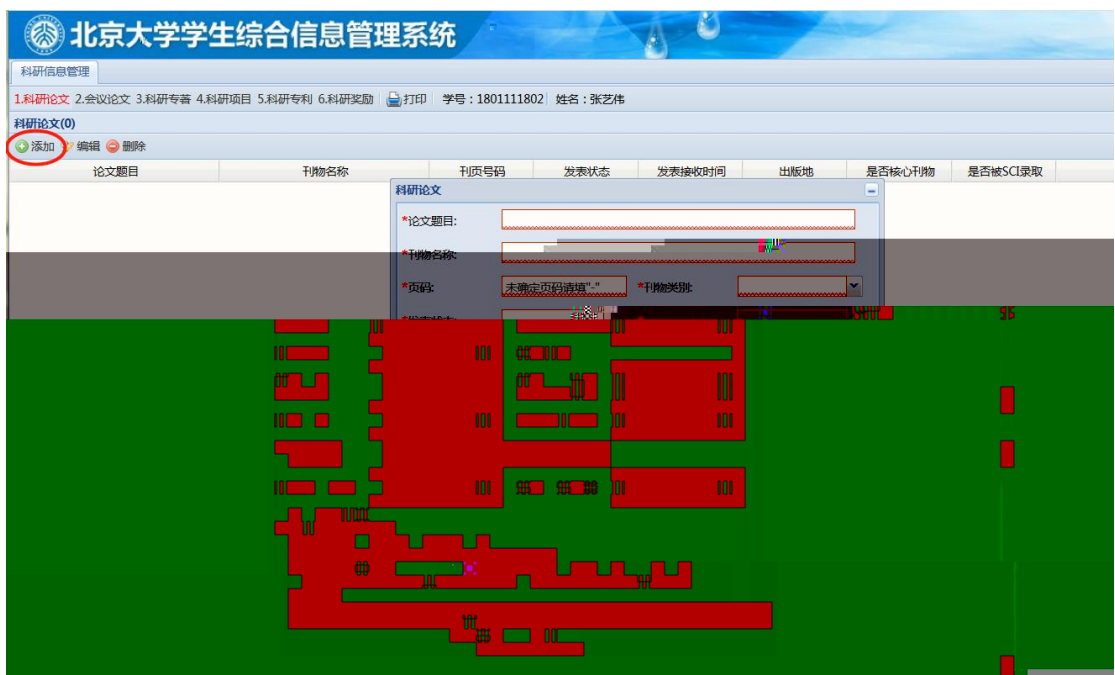 北京大学学生综合信息管理系统
科研信息管理
1.科研论文 2.会议论文 3.科研专著 4.科研项目 5.科研专利 6.科研奖励 打印 学号：1801111802 姓名：张艺伟
科研论文(0)
添加 编辑 删除
论文题目 刊物名称 刊页号码 发表状态 发表接收时间 出版地 是否核心刊物 是否被SCI录取
科研论文
*论文题目:
*刊物名称:
*页码: 未确定页码请填"-" *刊物类别: